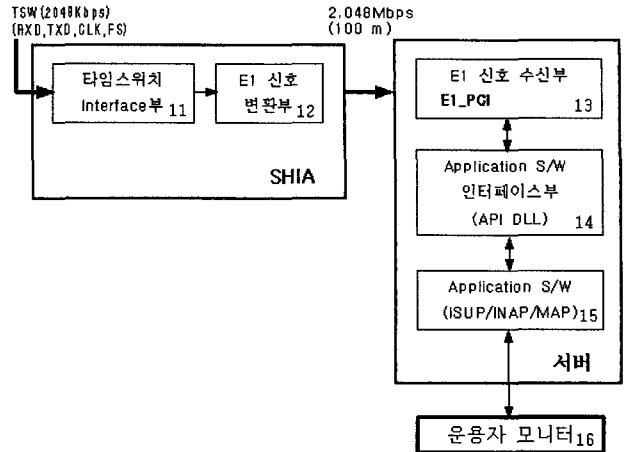 TSW(2048Kbps)
(RXD,TXD,CLK,FS)
2.048Mbps
(100 m)
타임스위치
Interface부 11
E1 신호
변환부 12
SHIA
E1 신호 수신부
E1_PCI 13
Application S/W
인터페이스부
(API DLL) 14
Application S/W
(ISUP/INAP/MAP) 15
서버
운용자 모니터 16